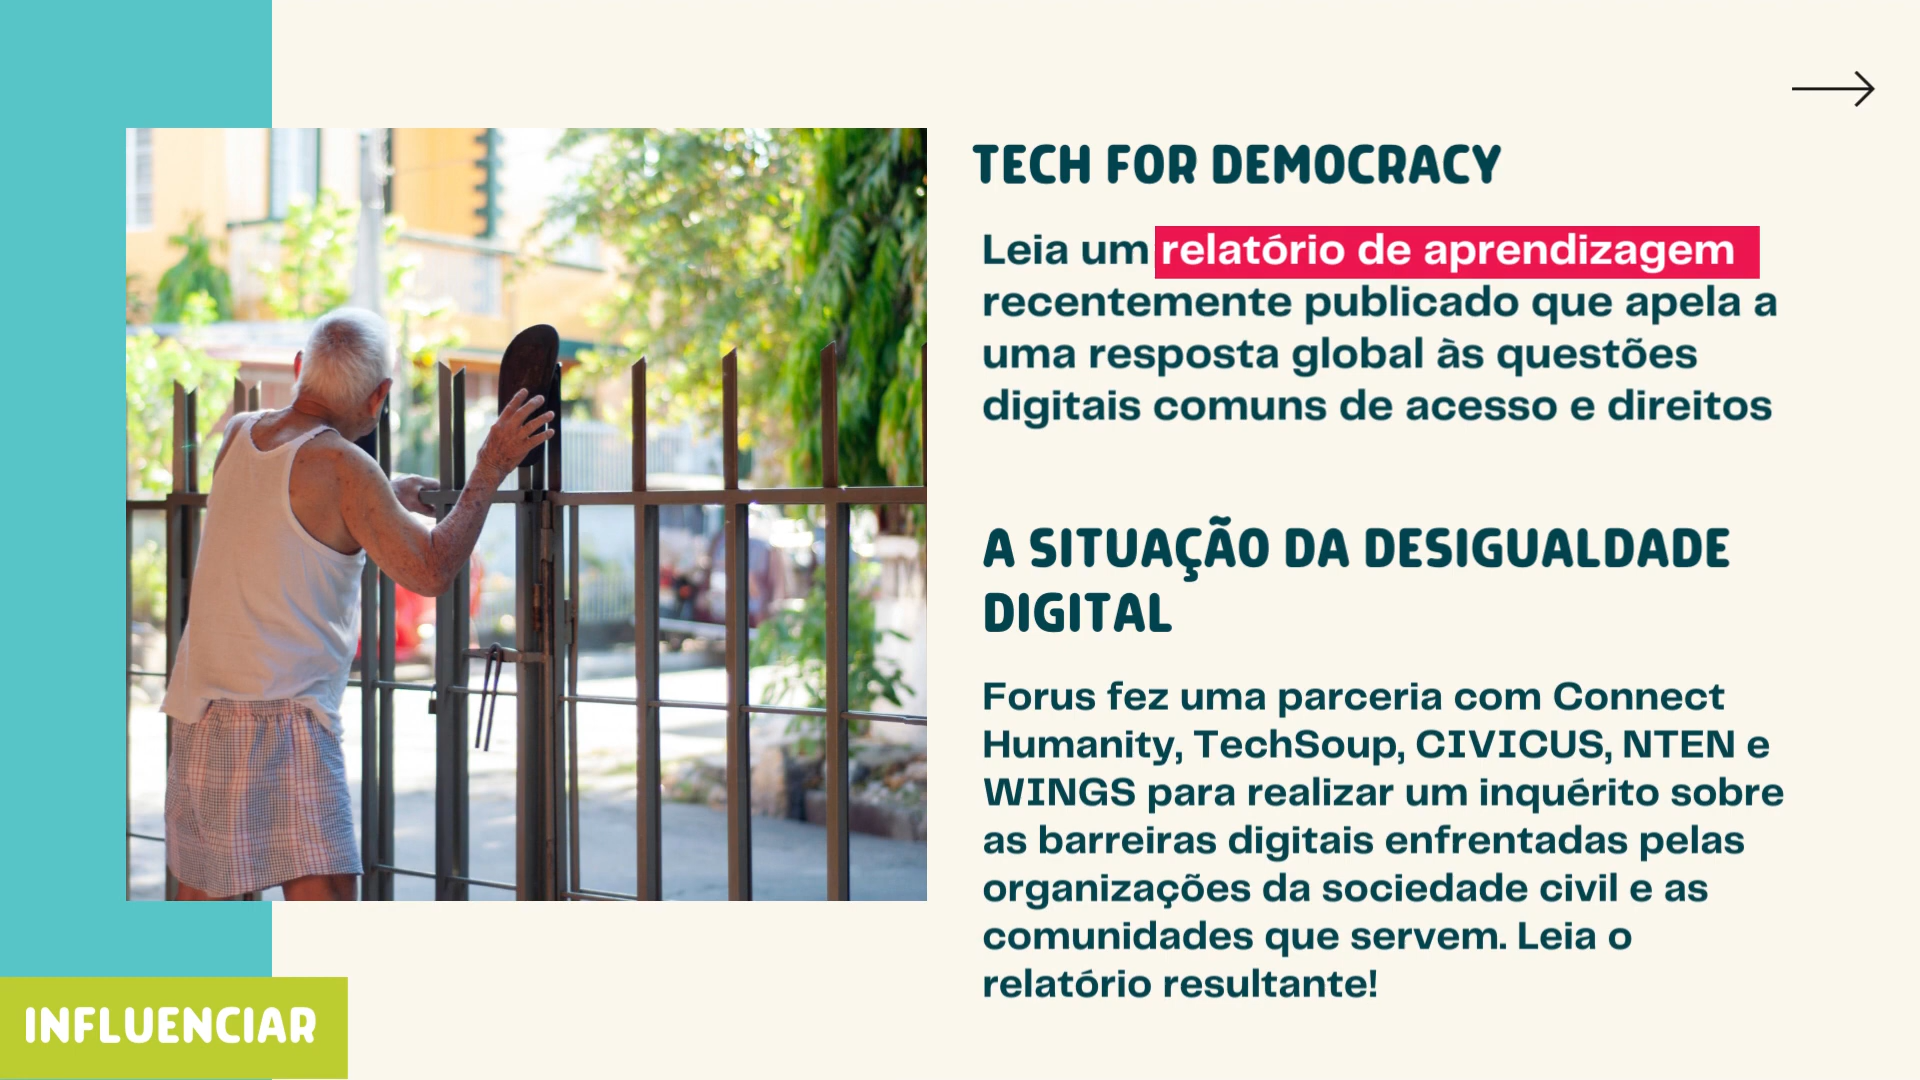 TECH FOR DEMOCRACY
Leia um relatório de aprendizagem
recentemente publicado que apela a
uma resposta global às questões
digitais comuns de acesso e direitos
A SITUAÇÃO DA DESIGUALDADE
DIGITAL
Forus fez uma parceria com Connect
Humanity, TechSoup, CIVICUS, NTEN e
WINGS para realizar um inquérito sobre
as barreiras digitais enfrentadas pelas
organizações da sociedade civil e as
comunidades que servem. Leia o
relatório resultante!
INFLUENCIAR